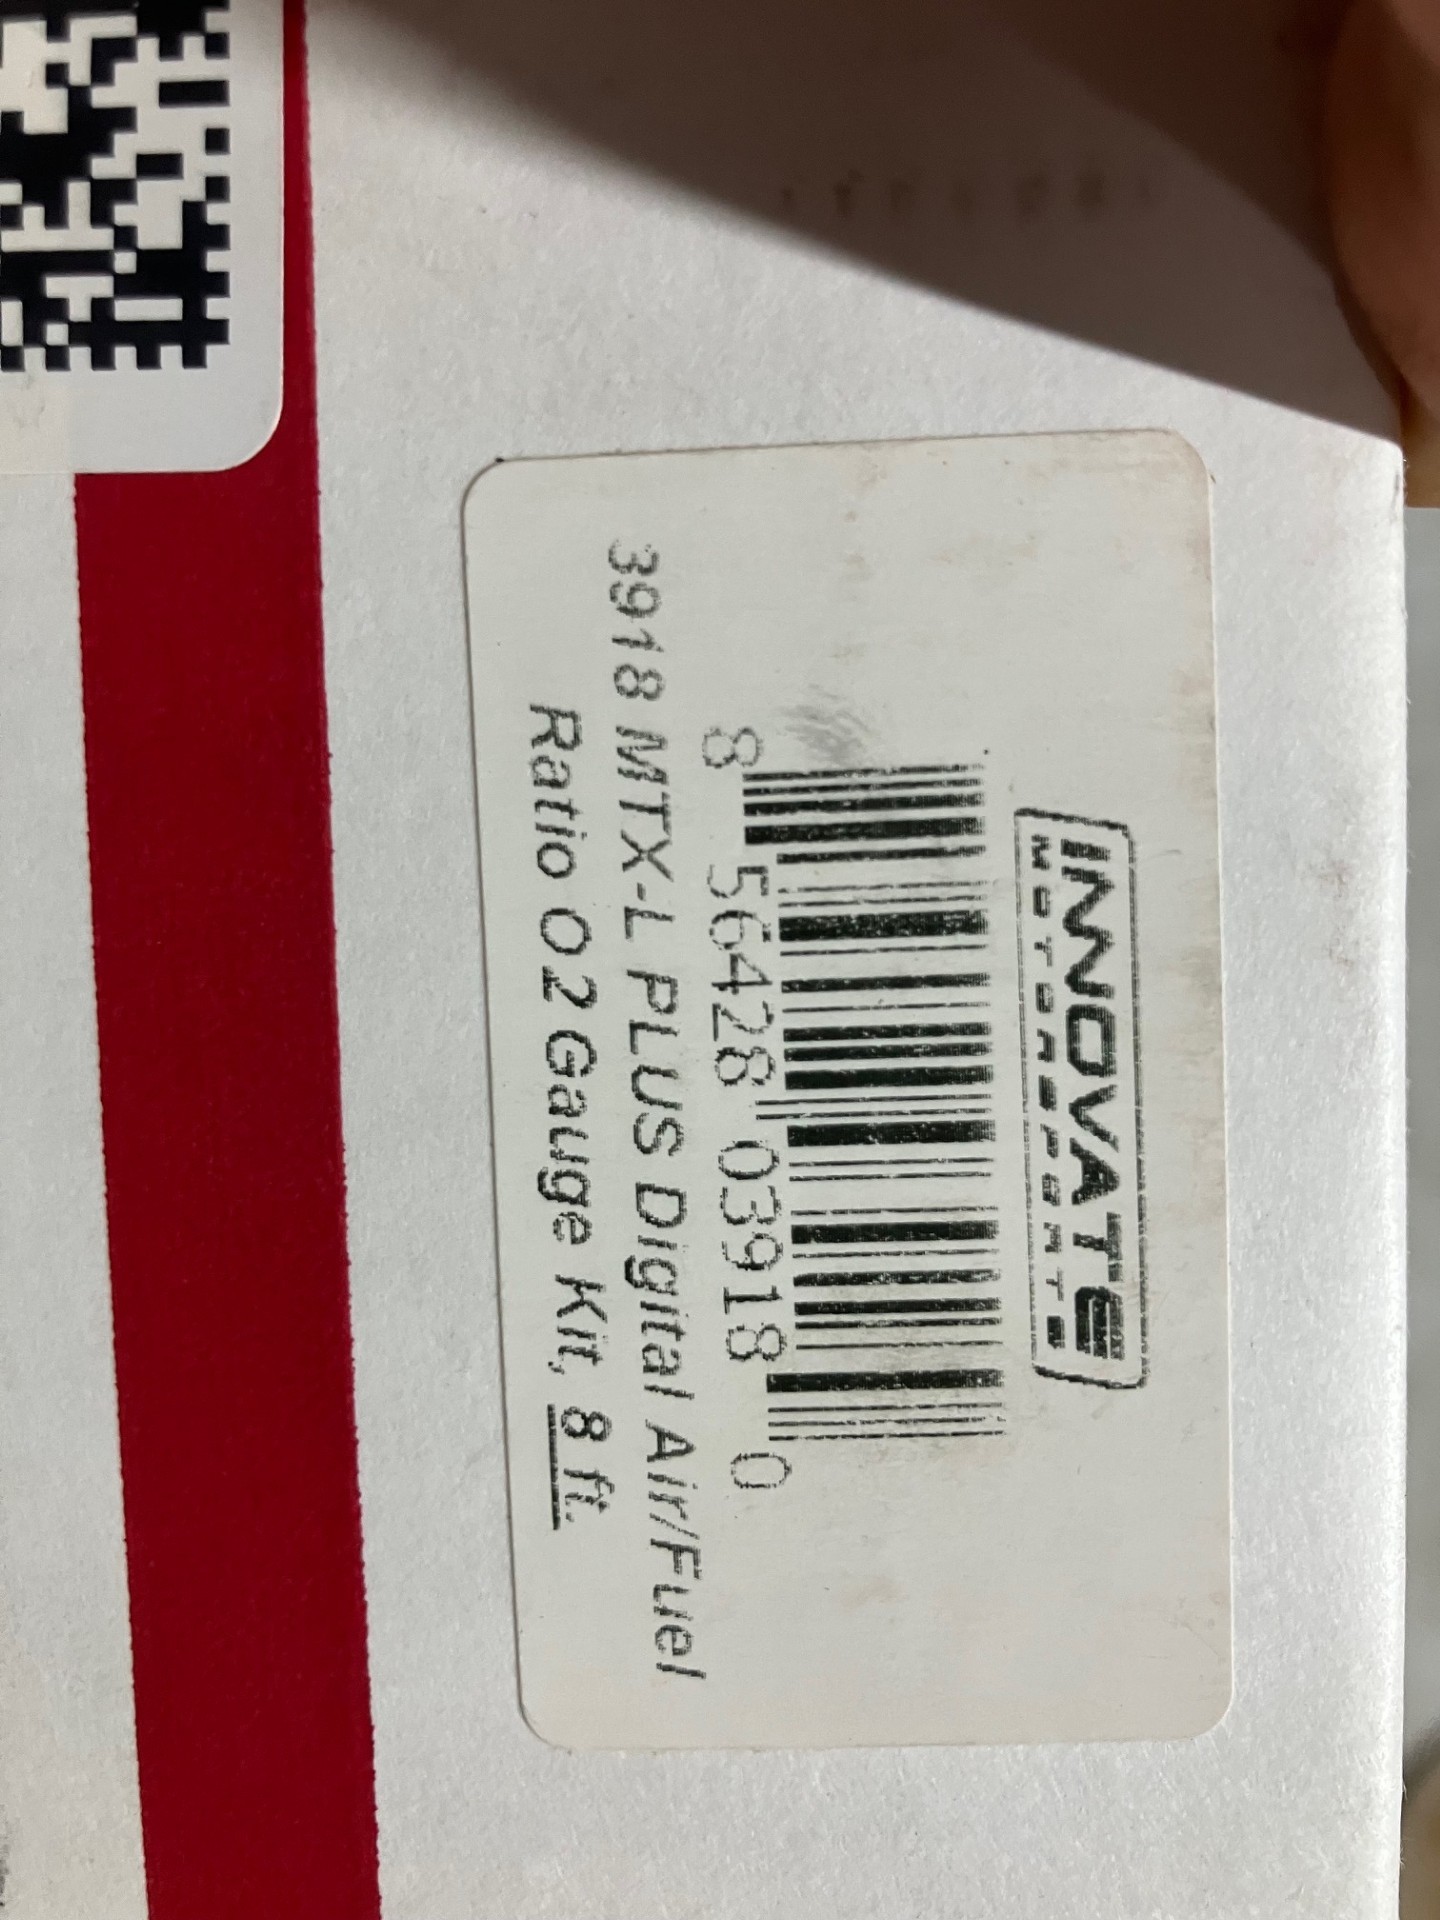 INNOVATE
MOTORSPORTS
8 56428 03918 0
3918 MTX-L PLUS Digital Air/Fuel
Ratio O2 Gauge Kit, 8 ft.